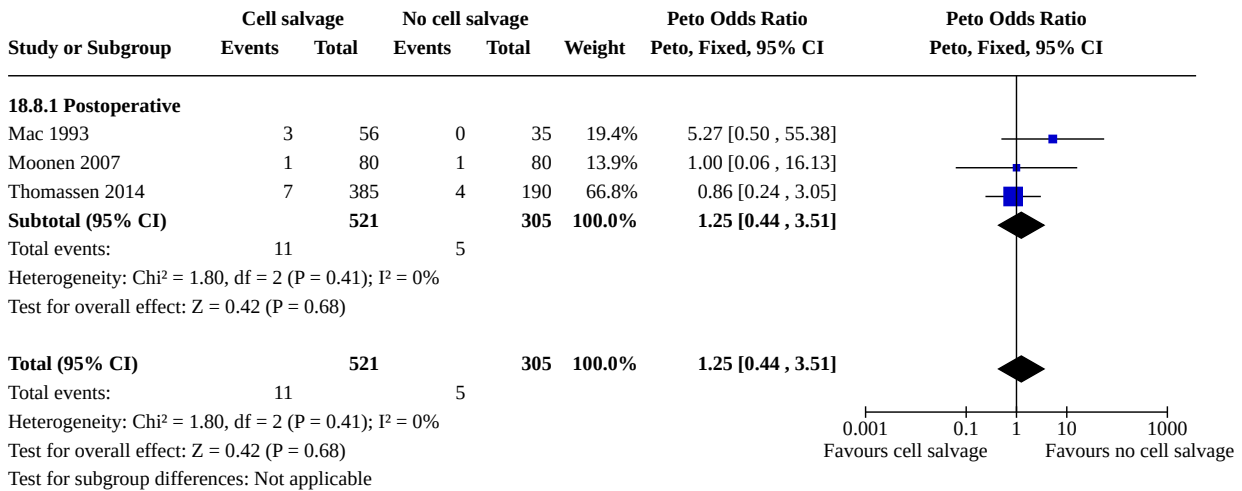 Cell salvage No cell salvage Peto Odds Ratio Peto Odds Ratio
Study or Subgroup Events Total Events Total Weight Peto, Fixed, 95% CI Peto, Fixed, 95% CI
18.8.1 Postoperative
Mac 1993 3 56 0 35 19.4% 5.27 [0.50 , 55.38]
Moonen 2007 1 80 1 80 13.9% 1.00 [0.06 , 16.13]
Thomassen 2014 7 385 4 190 66.8% 0.86 [0.24 , 3.05]
Subtotal (95% CI) 521 305 100.0% 1.25 [0.44 , 3.51]
Total events: 11 5
Heterogeneity: Chi² = 1.80, df = 2 (P = 0.41); I² = 0%
Test for overall effect: Z = 0.42 (P = 0.68)
Total (95% CI) 521 305 100.0% 1.25 [0.44 , 3.51]
Total events: 11 5
Heterogeneity: Chi² = 1.80, df = 2 (P = 0.41); I² = 0%
0.001 0.1 1 10 1000
Test for overall effect: Z = 0.42 (P = 0.68)
Favours cell salvage Favours no cell salvage
Test for subgroup differences: Not applicable